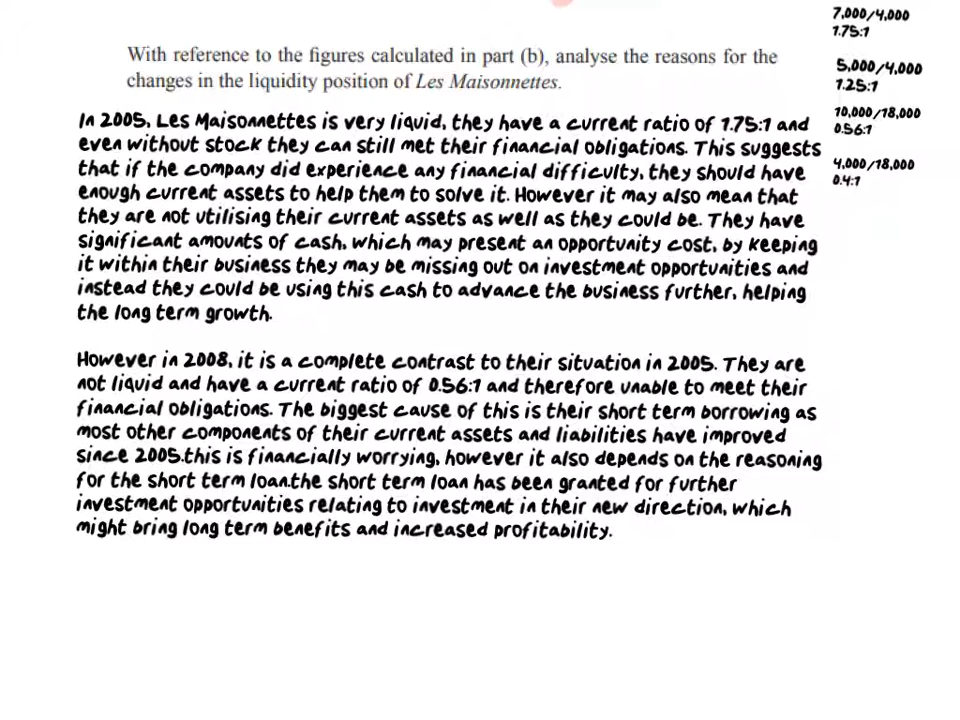 7,000/4,000
1.75:1
With reference to the figures calculated in part (b), analyse the reasons for the
changes in the liquidity position of Les Maisonnettes.
5,000/4,000
1.25:1
10,000/18,000
0.56:1
4,000/18,000
0.4:1
In 2005, Les Maisonnettes is very liquid, they have a current ratio of 1.75:1 and
even without stock they can still met their financial obligations. This suggests
that if the company did experience any financial difficulty, they should have
enough current assets to help them to solve it. However it may also mean that
they are not utilising their current assets as well as they could be. They have
significant amounts of cash, which may present an opportunity cost, by keeping
it within their business they may be missing out on investment opportunities and
instead they could be using this cash to advance the business further, helping
the long term growth.
However in 2008, it is a complete contrast to their situation in 2005. They are
not liquid and have a current ratio of 0.56:1 and therefore unable to meet their
financial obligations. The biggest cause of this is their short term borrowing as
most other components of their current assets and liabilities have improved
since 2005.this is financially worrying, however it also depends on the reasoning
for the short term loan.the short term loan has been granted for further
investment opportunities relating to investment in their new direction, which
might bring long term benefits and increased profitability.